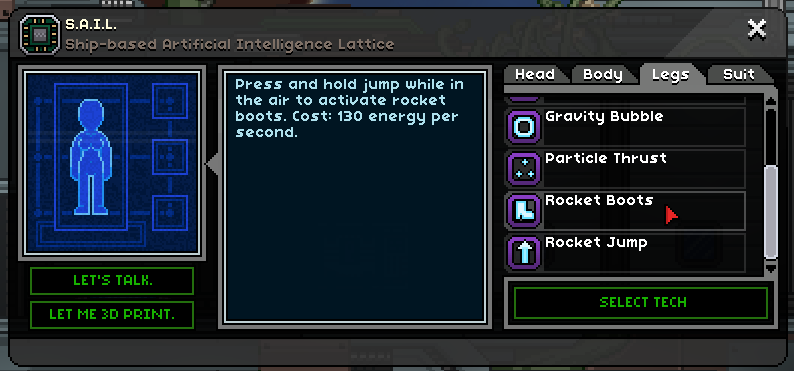 S.A.I.L.
Ship-based Artificial Intelligence Lattice
Press and hold jump while in
the air to activate rocket
boots. Cost: 130 energy per
second.
Head Body Legs Suit
Gravity Bubble
Particle Thrust
Rocket Boots
Rocket Jump
LET'S TALK.
LET ME 3D PRINT.
SELECT TECH